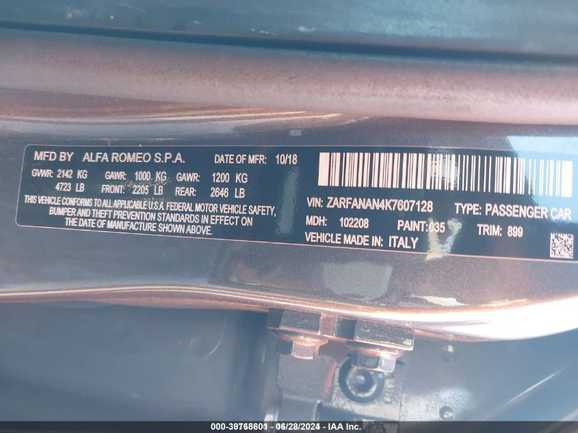 MFD BY ALFA ROMEO S.P.A. DATE OF MFR: 10/18
GVWR: 2142 KG GAWR: 1000 KG GAWR: 1200 KG
4723 LB FRONT: 2205 LB REAR: 2646 LB
THIS VEHICLE CONFORMS TO ALL APPLICABLE FEDERAL MOTOR VEHICLE SAFETY,
BUMPER AND THEFT PREVENTION STANDARDS IN EFFECT ON
THE DATE OF MANUFACTURE SHOWN ABOVE.
VIN: ZARFANAN4K7607128 TYPE: PASSENGER CAR
MDH: 102208 PAINT: 035 TRIM: 899
VEHICLE MADE IN: ITALY
06/28/2024 - IAA, Inc.